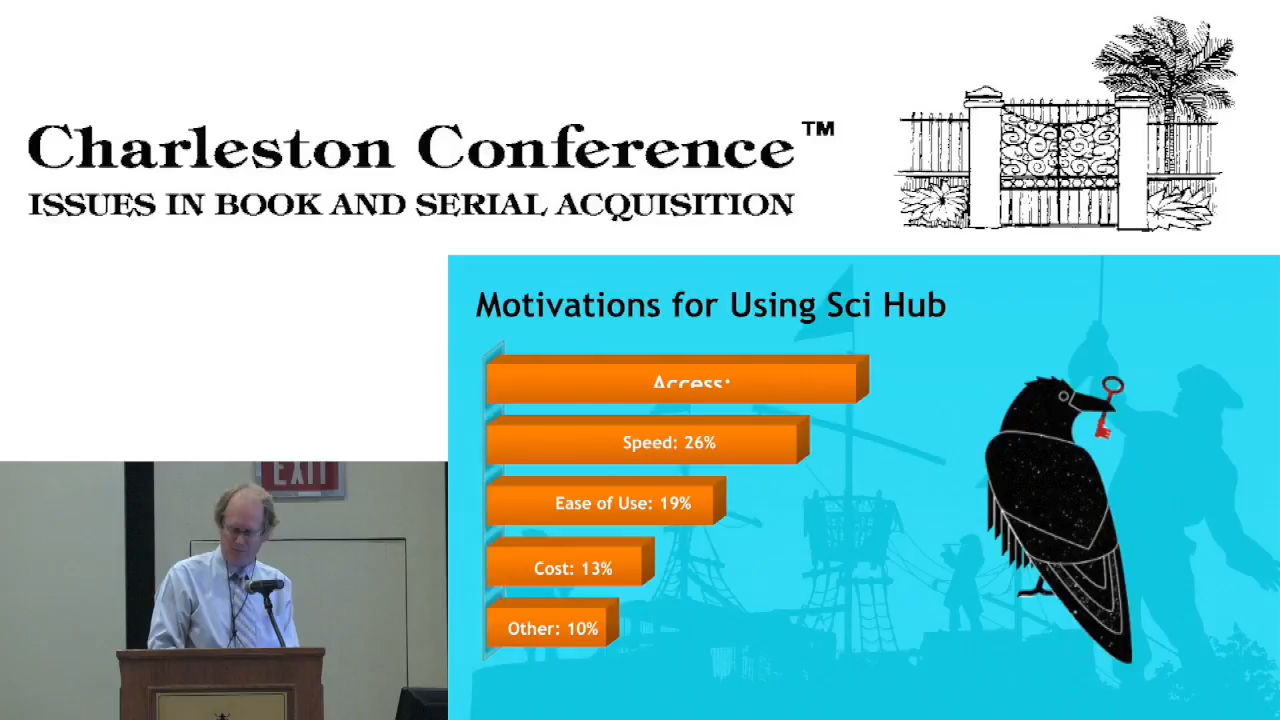 Charleston Conference™
ISSUES IN BOOK AND SERIAL ACQUISITION
EXIT
Motivations for Using Sci Hub
Access:
Speed: 26%
Ease of Use: 19%
Cost: 13%
Other: 10%